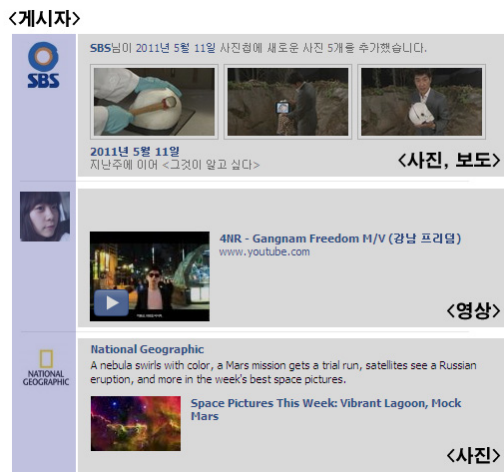 <게시자>
SBS
SBS님이 2011년 5월 11일 사진첩에 새로운 사진 5개를 추가했습니다.
2011년 5월 11일
지난주에 이어 <그것이 알고 싶다>
<사진, 보도>
4NR - Gangnam Freedom M/V (강남 프리덤)
www.youtube.com
<영상>
NATIONAL
GEOGRAPHIC
National Geographic
A nebula swirls with color, a Mars mission gets a trial run, satellites see a Russian
eruption, and more in the week's best space pictures.
Space Pictures This Week: Vibrant Lagoon, Mock
Mars
<사진>